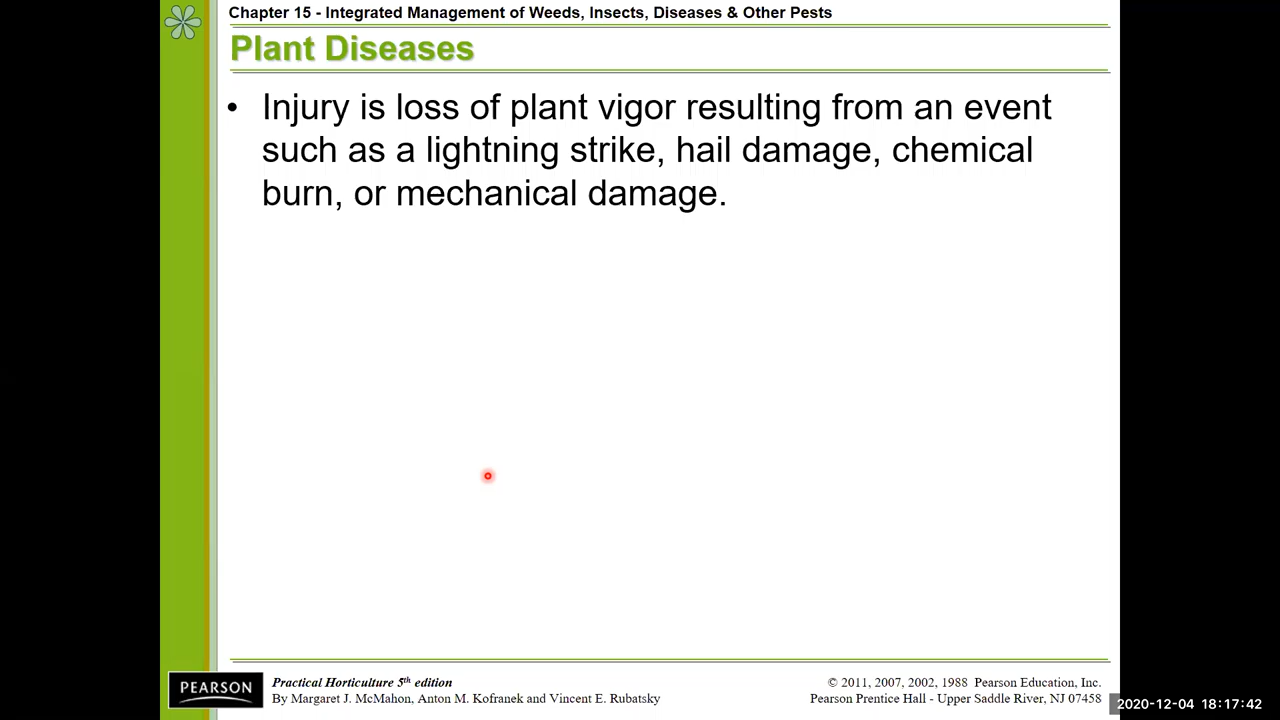 Chapter 15 - Integrated Management of Weeds, Insects, Diseases & Other Pests
Plant Diseases
• Injury is loss of plant vigor resulting from an event
such as a lightning strike, hail damage, chemical
burn, or mechanical damage.
PEARSON
Practical Horticulture 5th edition
By Margaret J. McMahon, Anton M. Kofranek and Vincent E. Rubatsky
© 2011, 2007, 2002, 1988 Pearson Education, Inc.
Pearson Prentice Hall - Upper Saddle River, NJ 07458
2020-12-04 18:17:42